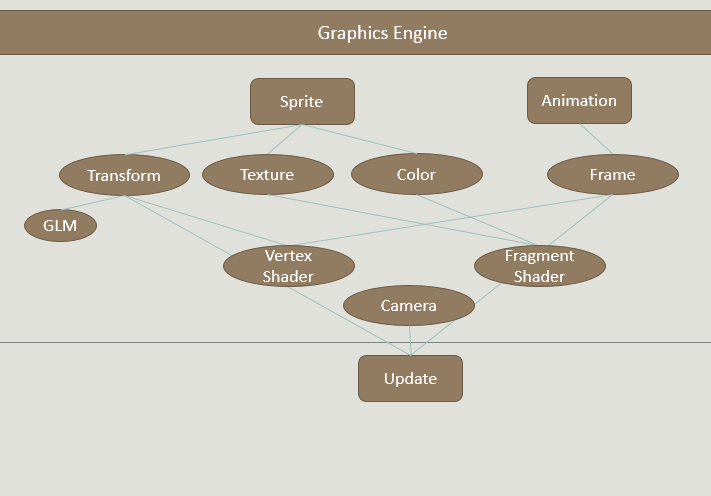 Graphics Engine
Sprite
Animation
Transform
Texture
Color
Frame
GLM
Vertex
Shader
Fragment
Shader
Camera
Update